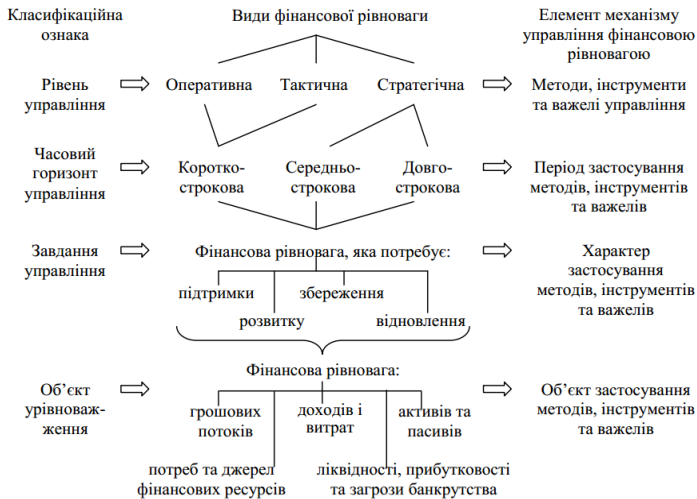 Класифікаційна
ознака
Види фінансової рівноваги
Елемент механізму
управління фінансовою
рівновагою
Рівень
управління
Оперативна
Тактична
Стратегічна
Методи, інструменти
та важелі управління
Часовий
горизонт
управління
Коротко-
строкова
Середньо-
строкова
Довго-
строкова
Період застосування
методів, інструментів
та важелів
Завдання
управління
Фінансова рівновага, яка потребує:
підтримки
збереження
розвитку
відновлення
Характер
застосування
методів, інструментів
та важелів
Фінансова рівновага:
Об’єкт
урівноваж-
ження
грошових
потоків
доходів і
витрат
активів та
пасивів
потреб та джерел
фінансових ресурсів
ліквідності, прибутковості
та загрози банкрутства
Об’єкт застосування
методів, інструментів
та важелів